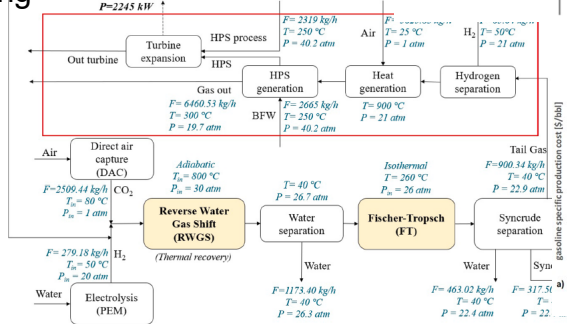 ng
P=2245 kW
F= 2319 kg/h
T= 250 °C
P = 40.2 atm
HPS process
Air
T= 25 °C
P = 1 atm
H2
T= 50°C
P = 21 atm
Turbine
expansion
Out turbine
HPS
HPS
generation
Heat
generation
Hydrogen
separation
Gas out
F= 6460.53 kg/h
T= 300 °C
P = 19.7 atm
BFW
F= 2665 kg/h
T= 250 °C
P = 40.2 atm
T= 900 °C
P = 21 atm
Air
Direct air
capture
(DAC)
Tail Gas
F=900.34 kg/h
T= 40 °C
P = 22.9 atm
F=2509.44 kg/h
Tin= 80 °C
Pin = 1 atm
CO2
Adiabatic
Tin= 800 °C
Pin = 30 atm
T= 40 °C
P = 26.7 atm
Isothermal
T = 260 °C
Pin = 26 atm
Reverse Water
Gas Shift
(RWGS)
(Thermal recovery)
Water
separation
Fischer-Tropsch
(FT)
Syncrude
separation
F= 279.18 kg/h
Tin= 50 °C
Pin = 20 atm
H2
Water
Electrolysis
(PEM)
Water
F=1173.40 kg/h
T= 40 °C
P = 26.3 atm
Water
F= 463.02 kg/h
T= 40 °C
P = 22.4 atm
F= 317.50
T=
P = 22.
gasoline specific production cost [$/bbl]
a)